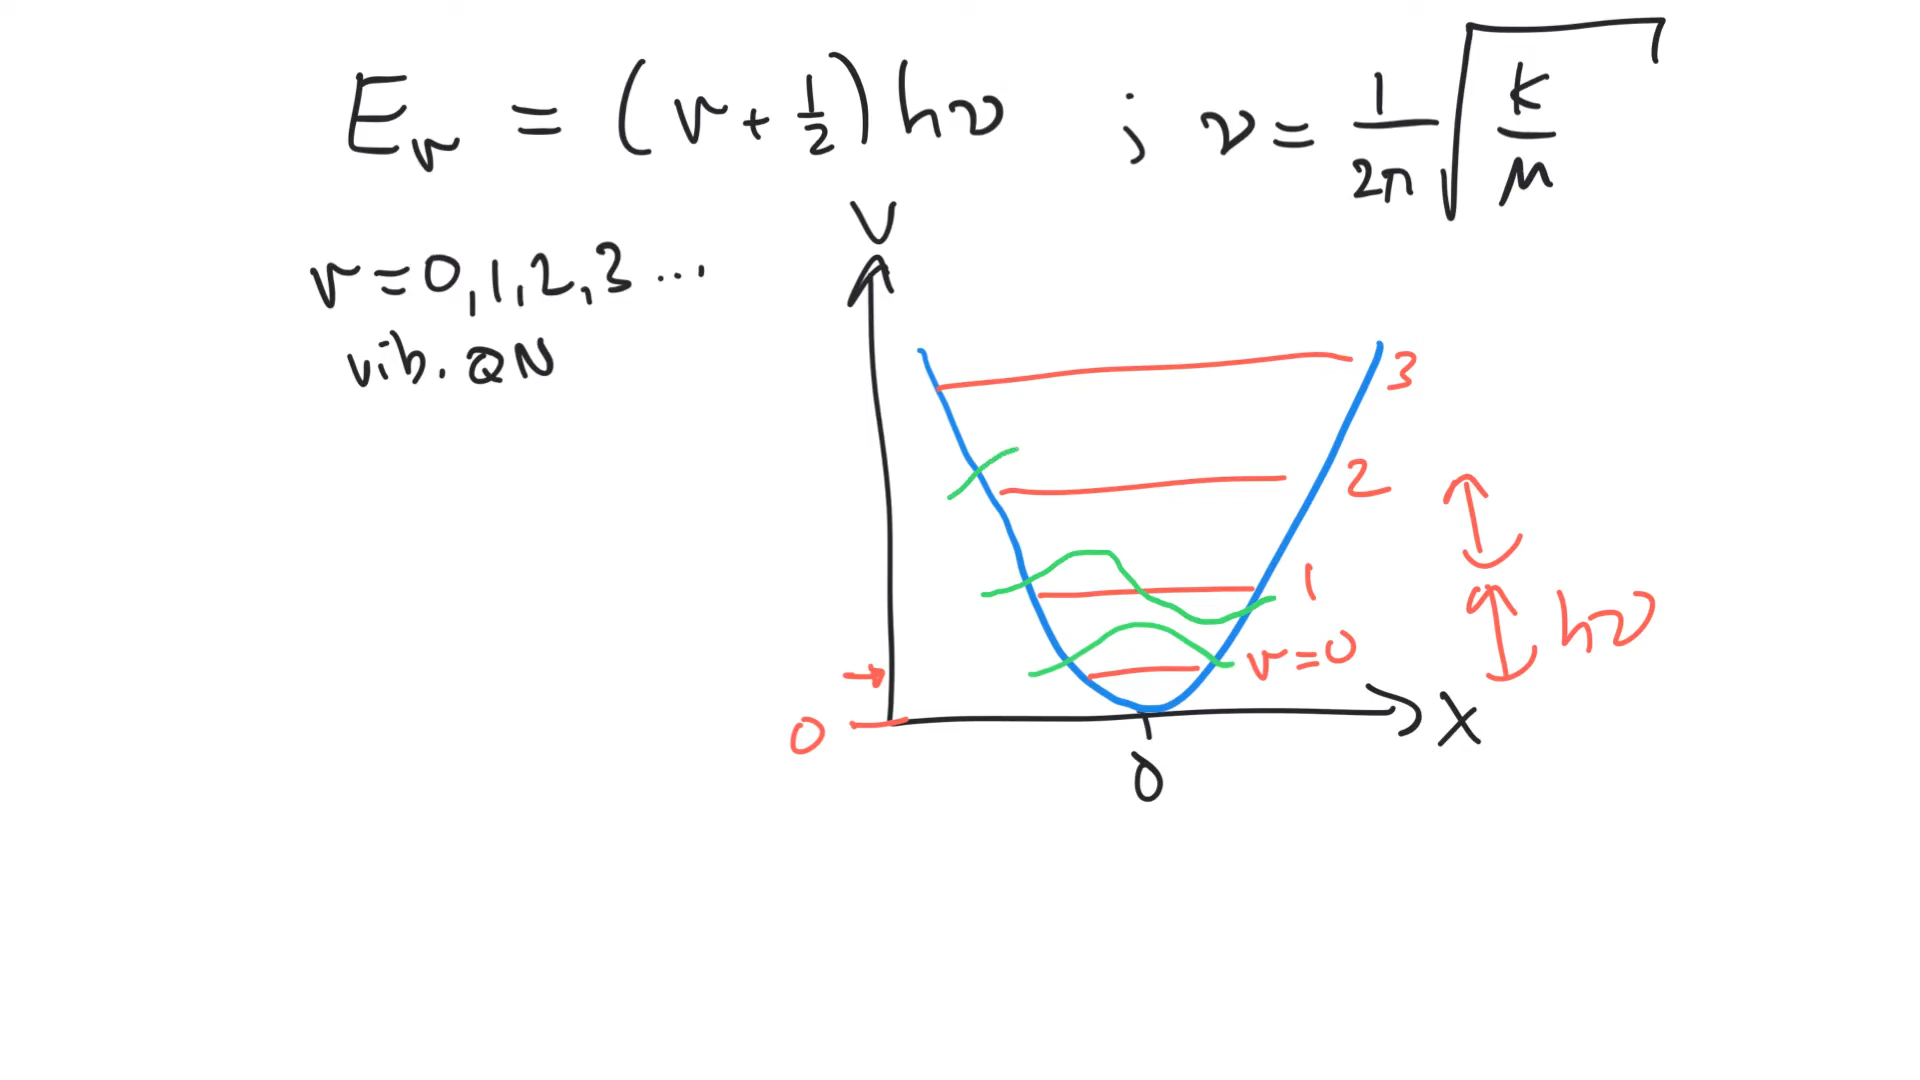 Eᵥ = (v + 1/2) hν ; ν = 1/2π √(k/μ)
v = 0, 1, 2, 3 ...
vib. QN
V
3
2
1
hν
v = 0
0
X
0